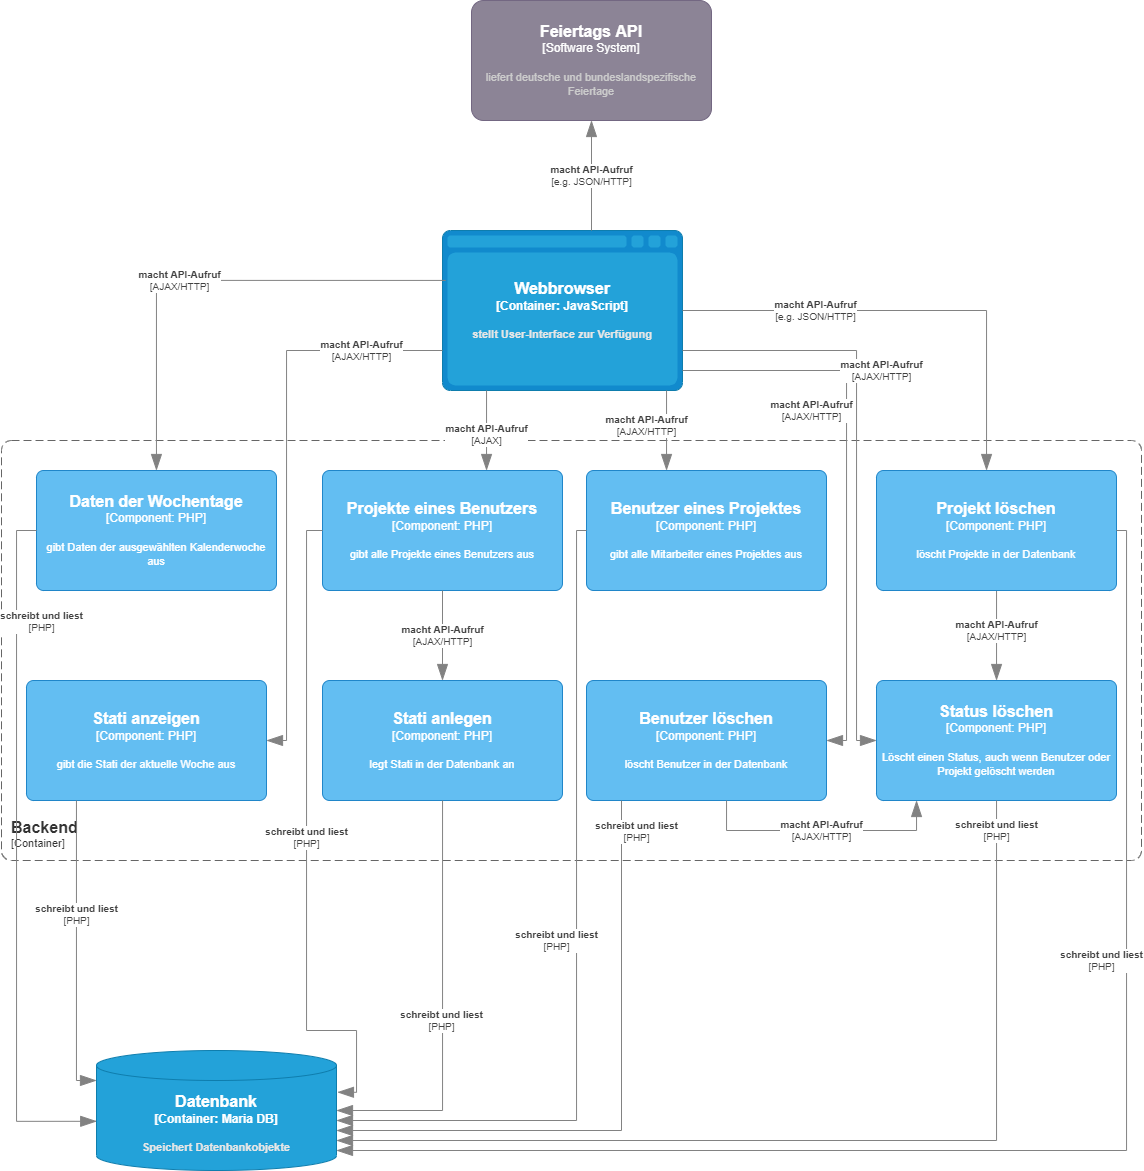 Feiertags API
[Software System]
liefert deutsche und bundeslandspezifische
Feiertage
macht API-Aufruf
[e.g. JSON/HTTP]
Webbrowser
[Container: JavaScript]
stellt User-Interface zur Verfügung
macht API-Aufruf
[AJAX/HTTP]
macht API-Aufruf
[e.g. JSON/HTTP]
macht API-Aufruf
[AJAX/HTTP]
macht API-Aufruf
[AJAX/HTTP]
macht API-Aufruf
[AJAX/HTTP]
macht API-Aufruf
[AJAX/HTTP]
macht API-Aufruf
[AJAX]
Daten der Wochentage
[Component: PHP]
gibt Daten der ausgewählten Kalenderwoche
aus
Projekte eines Benutzers
[Component: PHP]
gibt alle Projekte eines Benutzers aus
Benutzer eines Projektes
[Component: PHP]
gibt alle Mitarbeiter eines Projektes aus
Projekt löschen
[Component: PHP]
löscht Projekte in der Datenbank
schreibt und liest
[PHP]
macht API-Aufruf
[AJAX/HTTP]
macht API-Aufruf
[AJAX/HTTP]
Stati anzeigen
[Component: PHP]
gibt die Stati der aktuelle Woche aus
Stati anlegen
[Component: PHP]
legt Stati in der Datenbank an
Benutzer löschen
[Component: PHP]
löscht Benutzer in der Datenbank
Status löschen
[Component: PHP]
Löscht einen Status, auch wenn Benutzer oder
Projekt gelöscht werden
Backend
[Container]
schreibt und liest
[PHP]
schreibt und liest
[PHP]
macht API-Aufruf
[AJAX/HTTP]
schreibt und liest
[PHP]
schreibt und liest
[PHP]
schreibt und liest
[PHP]
schreibt und liest
[PHP]
schreibt und liest
[PHP]
Datenbank
[Container: Maria DB]
Speichert Datenbankobjekte